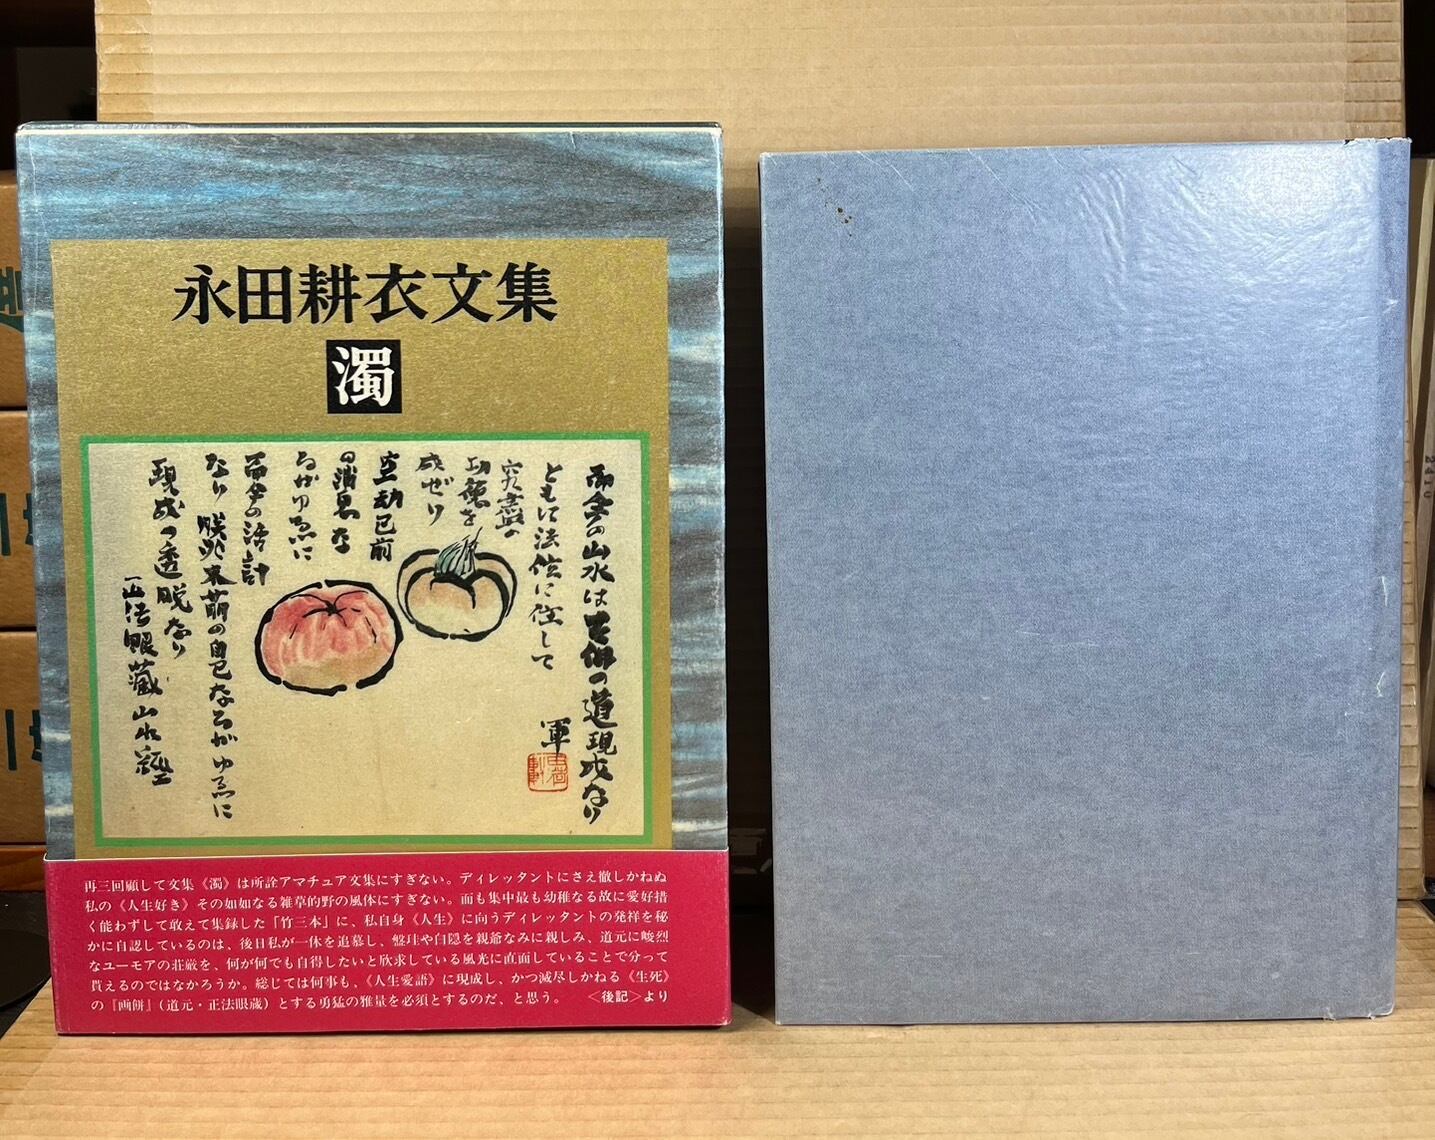 永田耕衣文集
濁
而今の山水は古佛の道現成なり
ともに法位に住して
究盡の
功徳を
成ぜり
空劫已前
の消息な
るがゆゑに
而今の活計
なり 朕兆未萌の自己なるがゆゑに
現成の透脱なり
正法眼藏山水經
軍
再三回顧して文集《濁》は所詮アマチュア文集にすぎない。ディレッタントにさえ徹しかねぬ
私の《人生好き》その如如なる雑草的野の風体にすぎない。而も集中最も幼稚なる故に愛好措
く能わずして敢えて集録した「竹三本」に、私自身《人生》に向うディレッタントの発祥を秘
かに自認しているのは、後日私が一休を追慕し、盤珪や白隠を親爺なみに親しみ、道元に峻烈
なユーモアの荘厳を、何が何でも自得したいと欣求している風光に直面していることで分って
貰えるのではなかろうか。総じては何事も、《人生愛語》に現成し、かつ滅尽しかねる《生死》
の『画餅』（道元・正法眼蔵）とする勇猛の雅量を必須とするのだ、と思う。　＜後記＞より